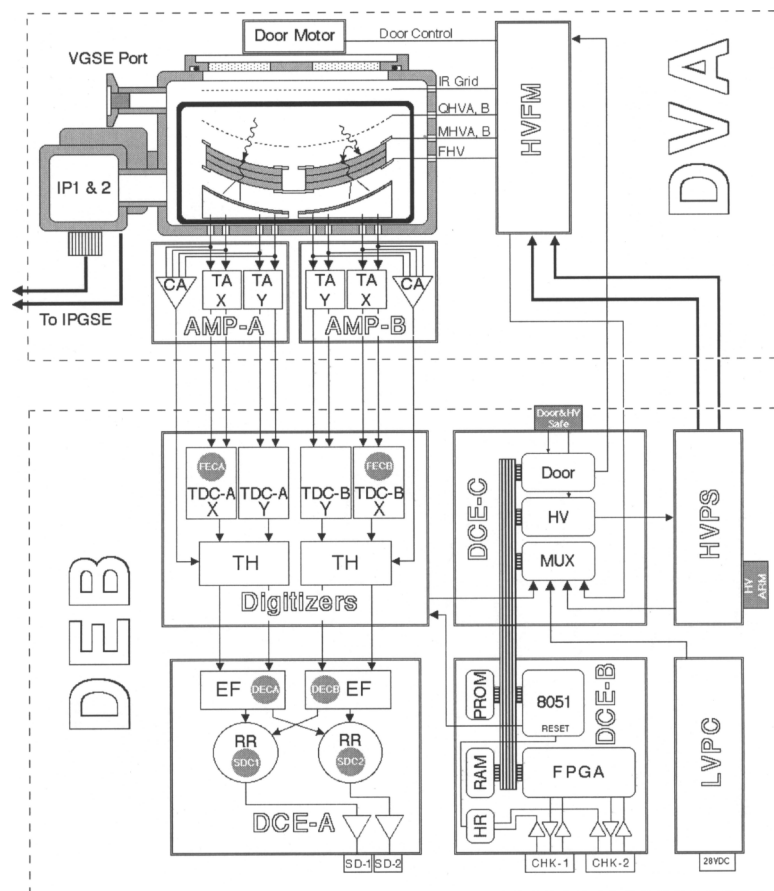 Door Motor
Door Control
VGSE Port
IR Grid
QHVA, B
MHVA, B
FHV
HVFM
DVA
IP1 & 2
To IPGSE
CA
TA
X
TA
Y
TA
Y
TA
X
CA
AMP-A
AMP-B
DEB
FECA
TDC-A
X
TDC-A
Y
TDC-B
Y
FECB
TDC-B
X
TH
TH
Digitizers
Door&HV
Safe
DCE-C
Door
HV
MUX
HVPS
HV
ARM
EF
DECA
DECB
EF
RR
SDC1
RR
SDC2
DCE-A
SD-1
SD-2
PROM
8051
RESET
DCE-B
RAM
FPGA
HR
CHK-1
CHK-2
LVPC
28VDC